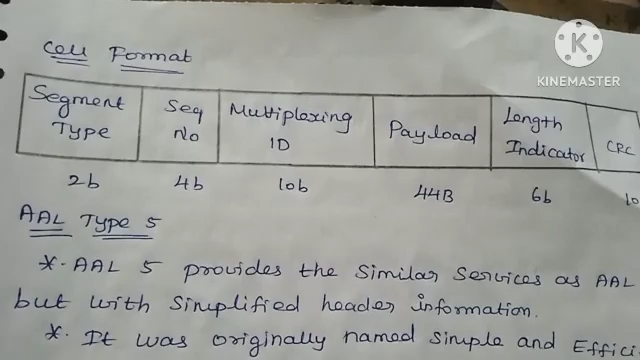 KINEMASTER
Cell Format
Segment Type | Seq No | Multiplexing ID | Payload | Length Indicator | CRC
2b 4b 10b 44B 6b 10
AAL Type 5
*. AAL 5 provides the Similar Services as AAL
but with Simplified header information.
*. It was originally named Simple and Effici